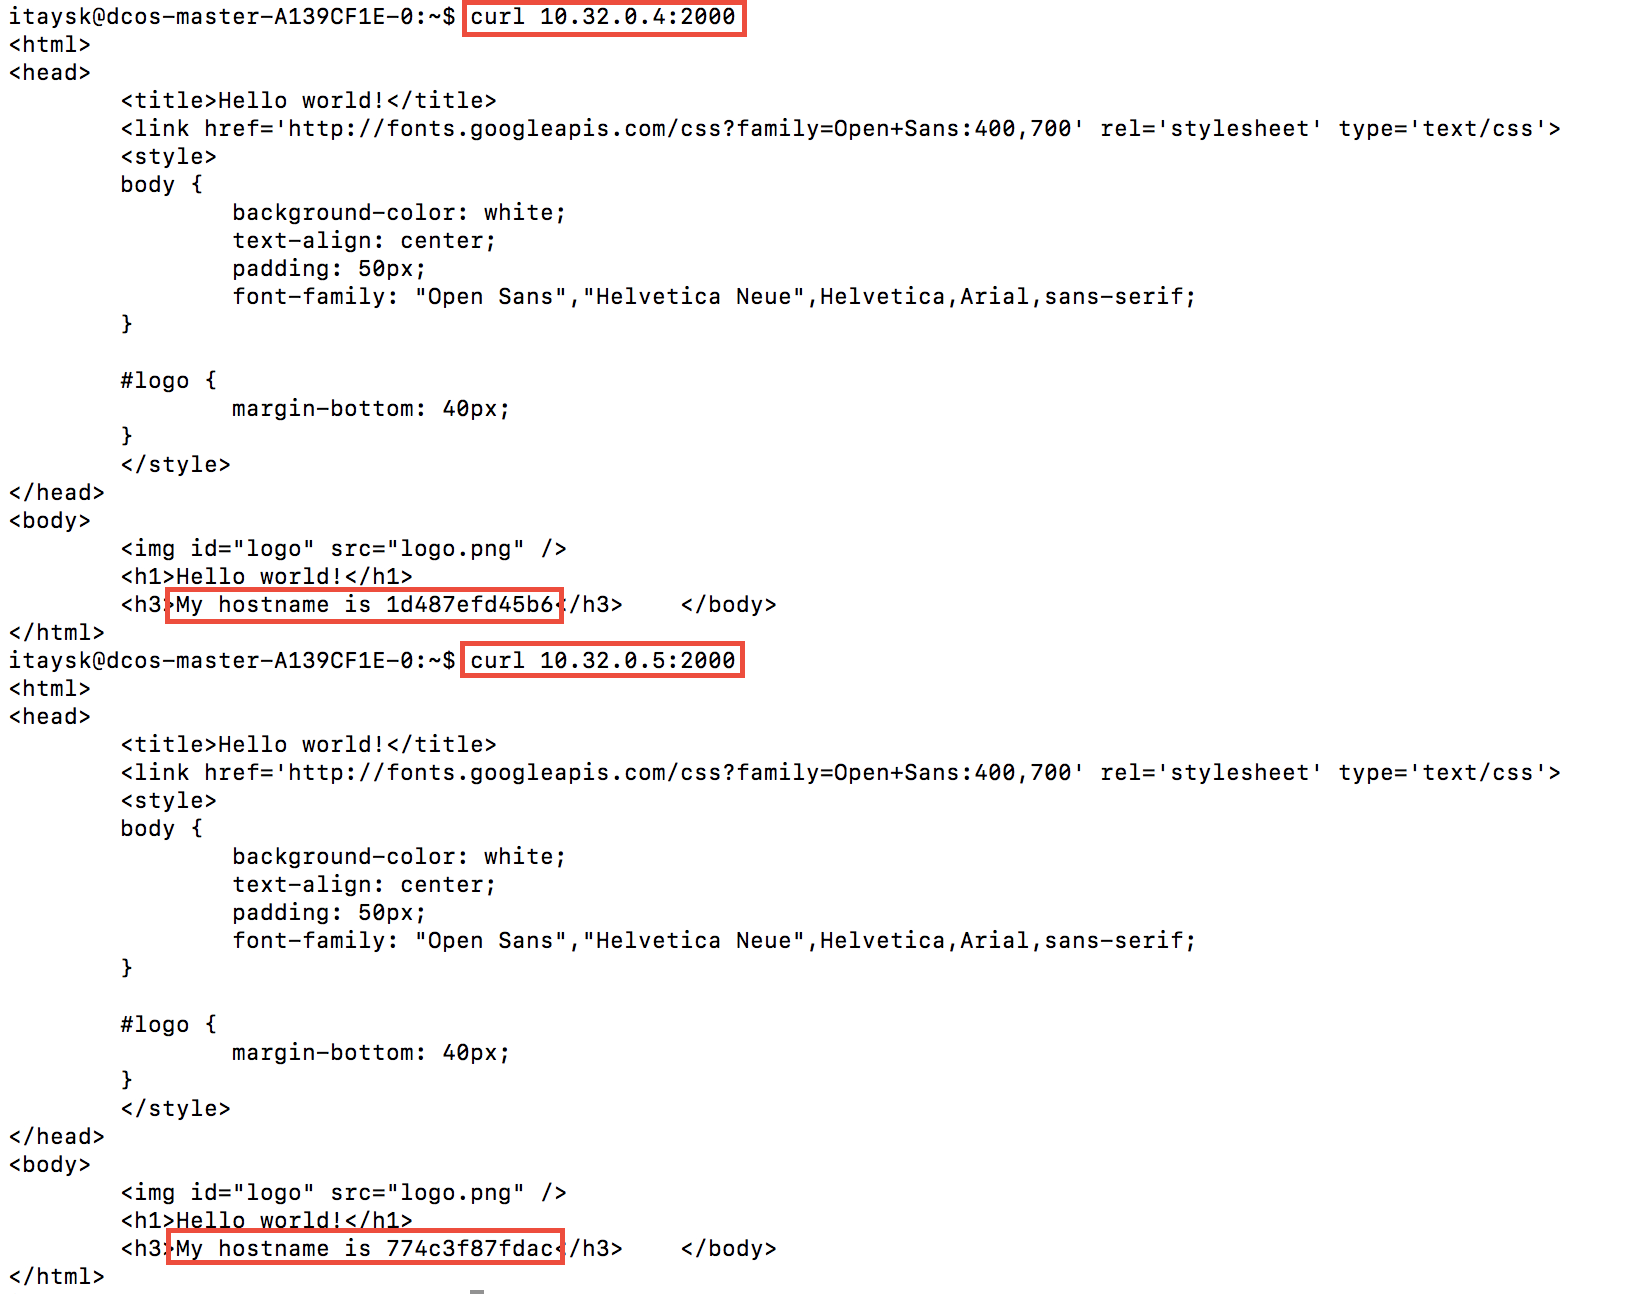 itaysk@dcos-master-A139CF1E-0:~$ curl 10.32.0.4:2000
<html>
<head>
        <title>Hello world!</title>
        <link href='http://fonts.googleapis.com/css?family=Open+Sans:400,700' rel='stylesheet' type='text/css'>
        <style>
        body {
                background-color: white;
                text-align: center;
                padding: 50px;
                font-family: "Open Sans","Helvetica Neue",Helvetica,Arial,sans-serif;
        }

        #logo {
                margin-bottom: 40px;
        }
        </style>
</head>
<body>
        <img id="logo" src="logo.png" />
        <h1>Hello world!</h1>
        <h3>My hostname is 1d487efd45b6</h3>    </body>
</html>
itaysk@dcos-master-A139CF1E-0:~$ curl 10.32.0.5:2000
<html>
<head>
        <title>Hello world!</title>
        <link href='http://fonts.googleapis.com/css?family=Open+Sans:400,700' rel='stylesheet' type='text/css'>
        <style>
        body {
                background-color: white;
                text-align: center;
                padding: 50px;
                font-family: "Open Sans","Helvetica Neue",Helvetica,Arial,sans-serif;
        }

        #logo {
                margin-bottom: 40px;
        }
        </style>
</head>
<body>
        <img id="logo" src="logo.png" />
        <h1>Hello world!</h1>
        <h3>My hostname is 774c3f87fdac</h3>    </body>
</html>